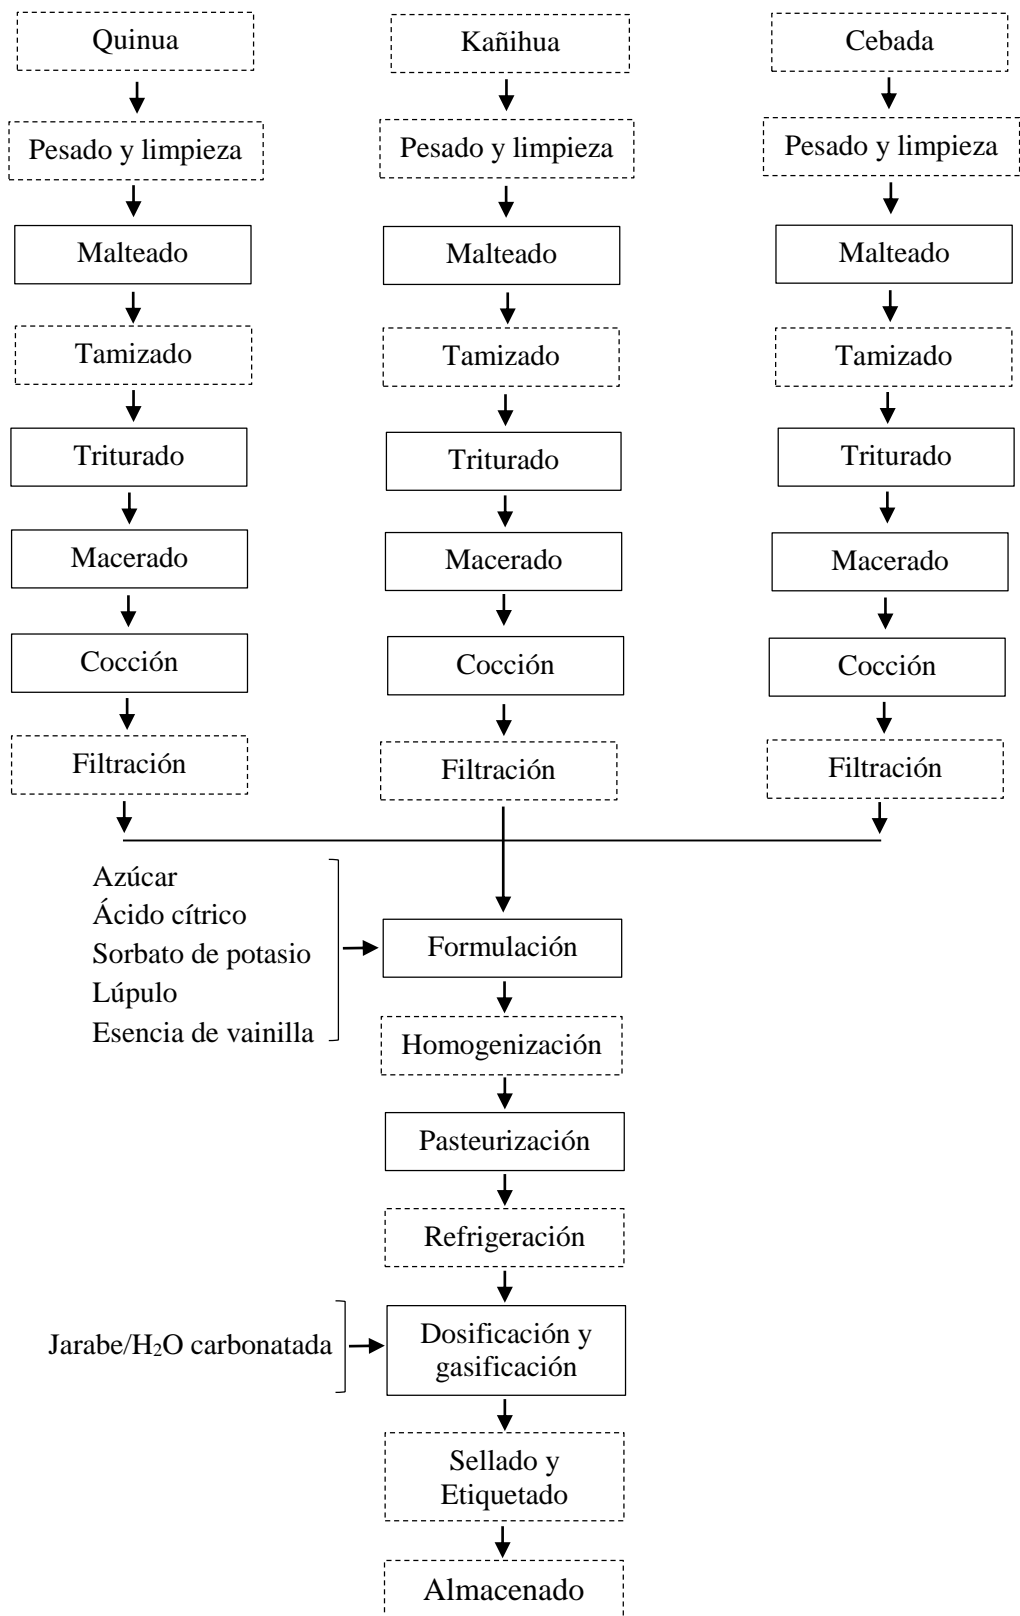 Quinua
Kañihua
Cebada
Pesado y limpieza
Pesado y limpieza
Pesado y limpieza
Malteado
Malteado
Malteado
Tamizado
Tamizado
Tamizado
Triturado
Triturado
Triturado
Macerado
Macerado
Macerado
Cocción
Cocción
Cocción
Filtración
Filtración
Filtración
Azúcar
Ácido cítrico
Sorbato de potasio
Lúpulo
Esencia de vainilla
Formulación
Homogenización
Pasteurización
Refrigeración
Jarabe/H₂O carbonatada
Dosificación y
gasificación
Sellado y
Etiquetado
Almacenado